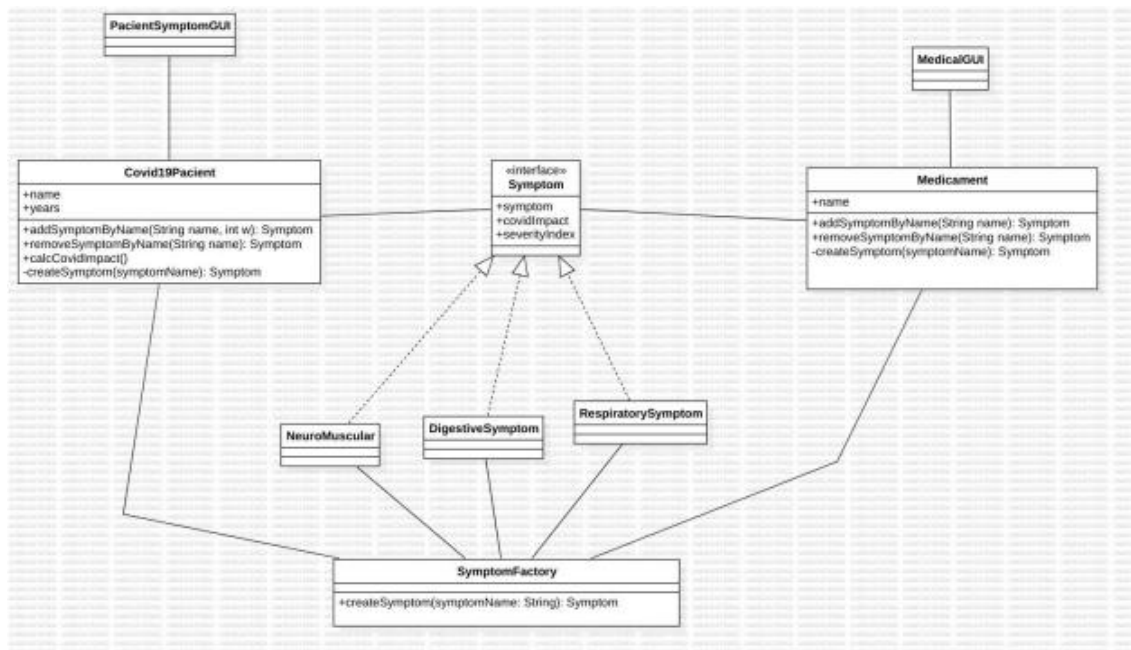 PacientSymptomGUI
MedicalGUI
Covid19Pacient
+name
+years
+addSymptomByName(String name, int w): Symptom
+removeSymptomByName(String name): Symptom
+calcCovidImpact()
-createSymptom(symptomName): Symptom
«interface»
Symptom
+symptom
+covidImpact
+severityIndex
Medicament
+name
+addSymptomByName(String name): Symptom
+removeSymptomByName(String name): Symptom
-createSymptom(symptomName): Symptom
NeuroMuscular
DigestiveSymptom
RespiratorySymptom
SymptomFactory
+createSymptom(symptomName: String): Symptom